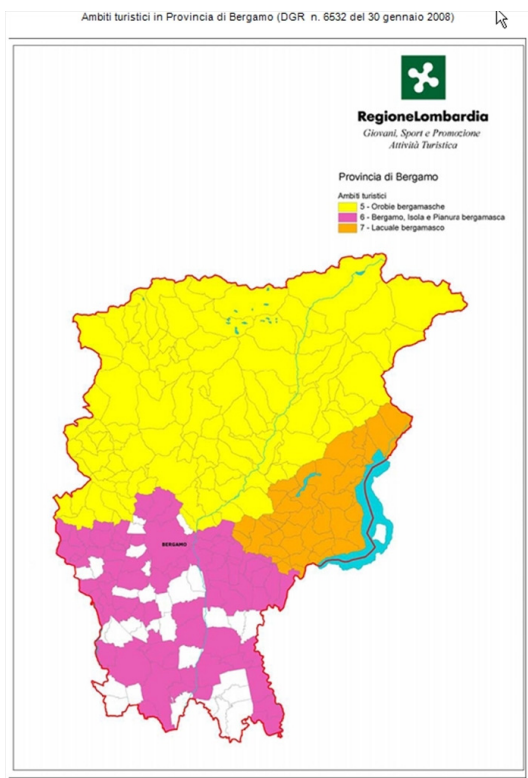 Ambiti turistici in Provincia di Bergamo (DGR n. 6532 del 30 gennaio 2008)
RegioneLombardia
Giovani, Sport e Promozione
Attività Turistica
Provincia di Bergamo
Ambiti turistici
5 - Orobie bergamasche
6 - Bergamo, Isola e Pianura bergamasca
7 - Lacuale bergamasco
BERGAMO